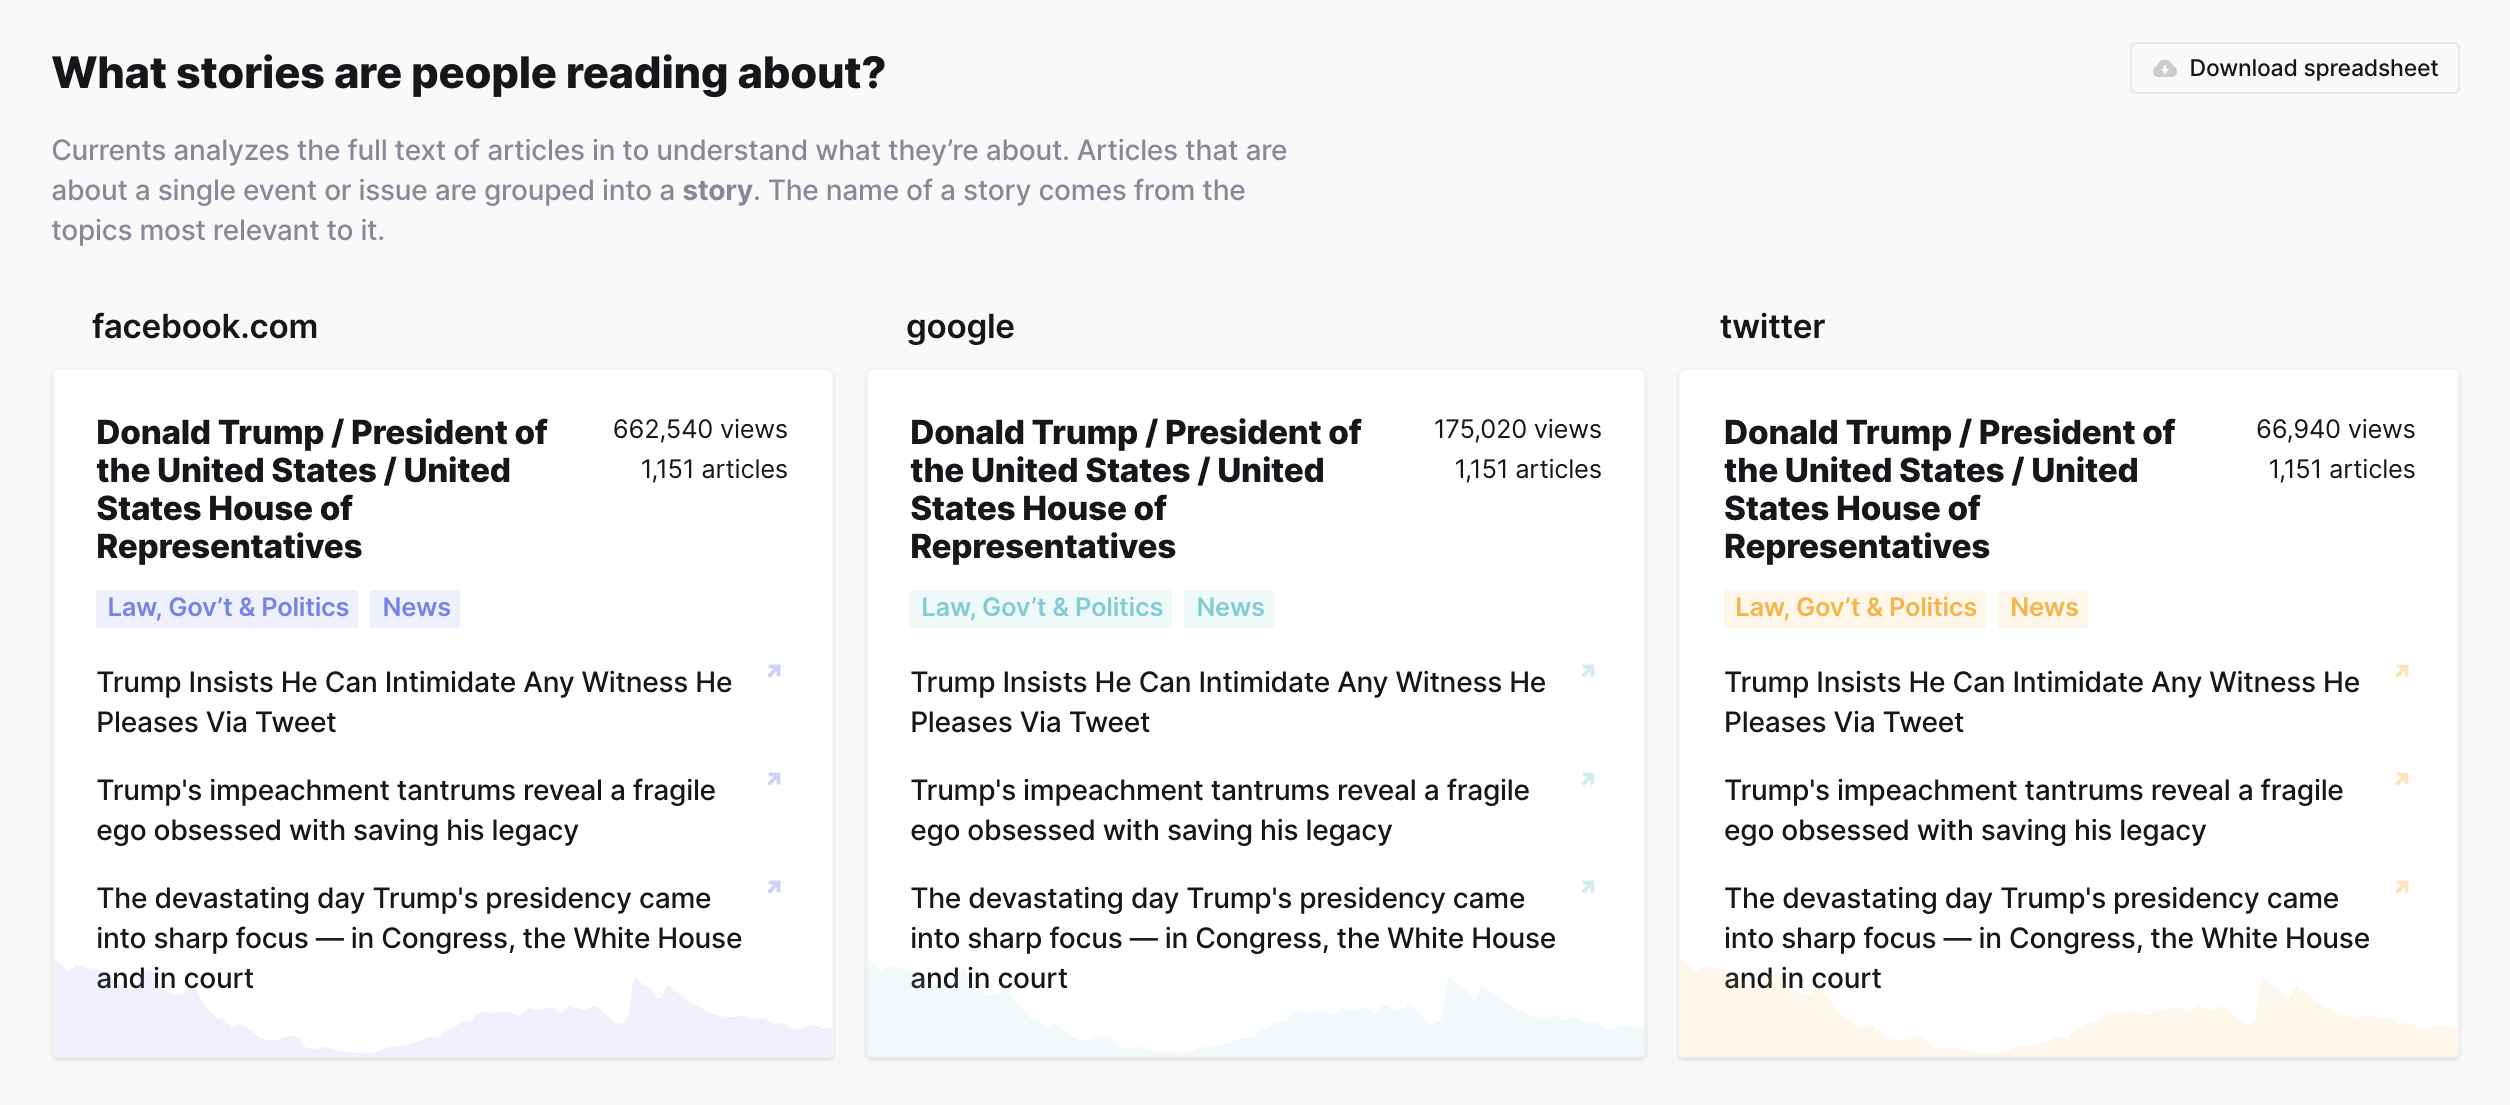 What stories are people reading about?
Download spreadsheet
Currents analyzes the full text of articles in to understand what they’re about. Articles that are
about a single event or issue are grouped into a story. The name of a story comes from the
topics most relevant to it.
facebook.com
Donald Trump / President of
the United States / United
States House of
Representatives
662,540 views
1,151 articles
Law, Gov’t & Politics
News
Trump Insists He Can Intimidate Any Witness He
Pleases Via Tweet
Trump's impeachment tantrums reveal a fragile
ego obsessed with saving his legacy
The devastating day Trump's presidency came
into sharp focus — in Congress, the White House
and in court
google
Donald Trump / President of
the United States / United
States House of
Representatives
175,020 views
1,151 articles
Law, Gov’t & Politics
News
Trump Insists He Can Intimidate Any Witness He
Pleases Via Tweet
Trump's impeachment tantrums reveal a fragile
ego obsessed with saving his legacy
The devastating day Trump's presidency came
into sharp focus — in Congress, the White House
and in court
twitter
Donald Trump / President of
the United States / United
States House of
Representatives
66,940 views
1,151 articles
Law, Gov’t & Politics
News
Trump Insists He Can Intimidate Any Witness He
Pleases Via Tweet
Trump's impeachment tantrums reveal a fragile
ego obsessed with saving his legacy
The devastating day Trump's presidency came
into sharp focus — in Congress, the White House
and in court